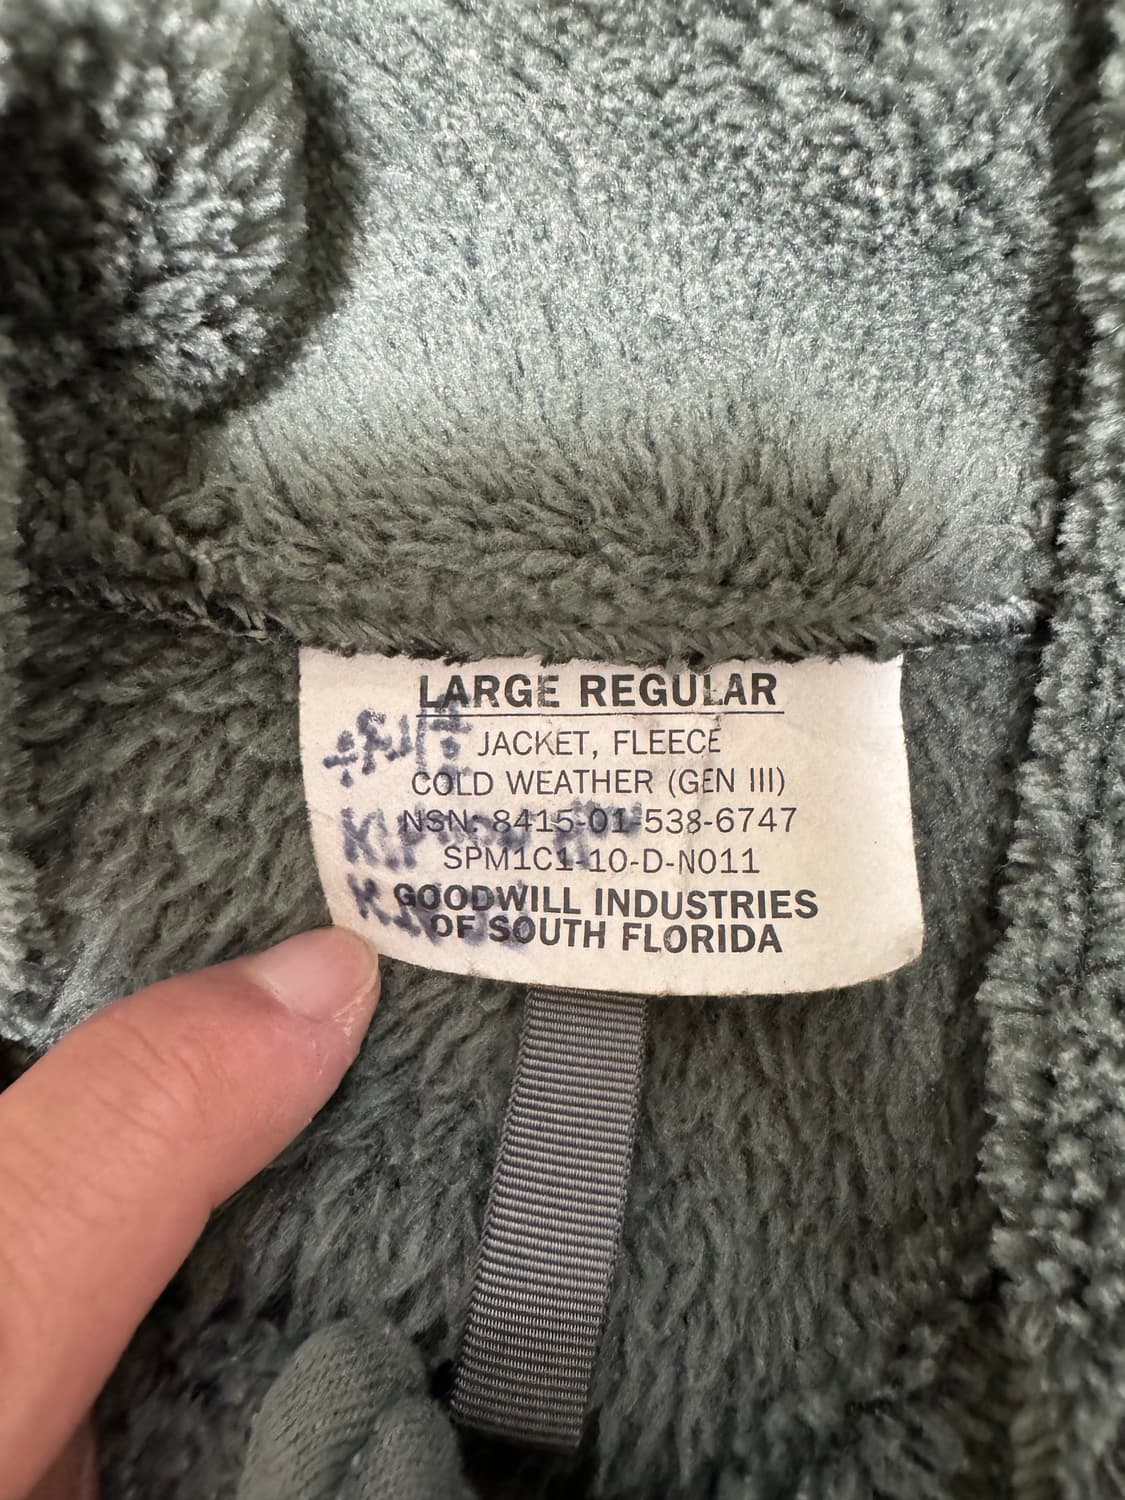 LARGE REGULAR
JACKET, FLEECE
COLD WEATHER (GEN III)
NSN: 8415-01-538-6747
SPM1C1-10-D-N011
GOODWILL INDUSTRIES
OF SOUTH FLORIDA